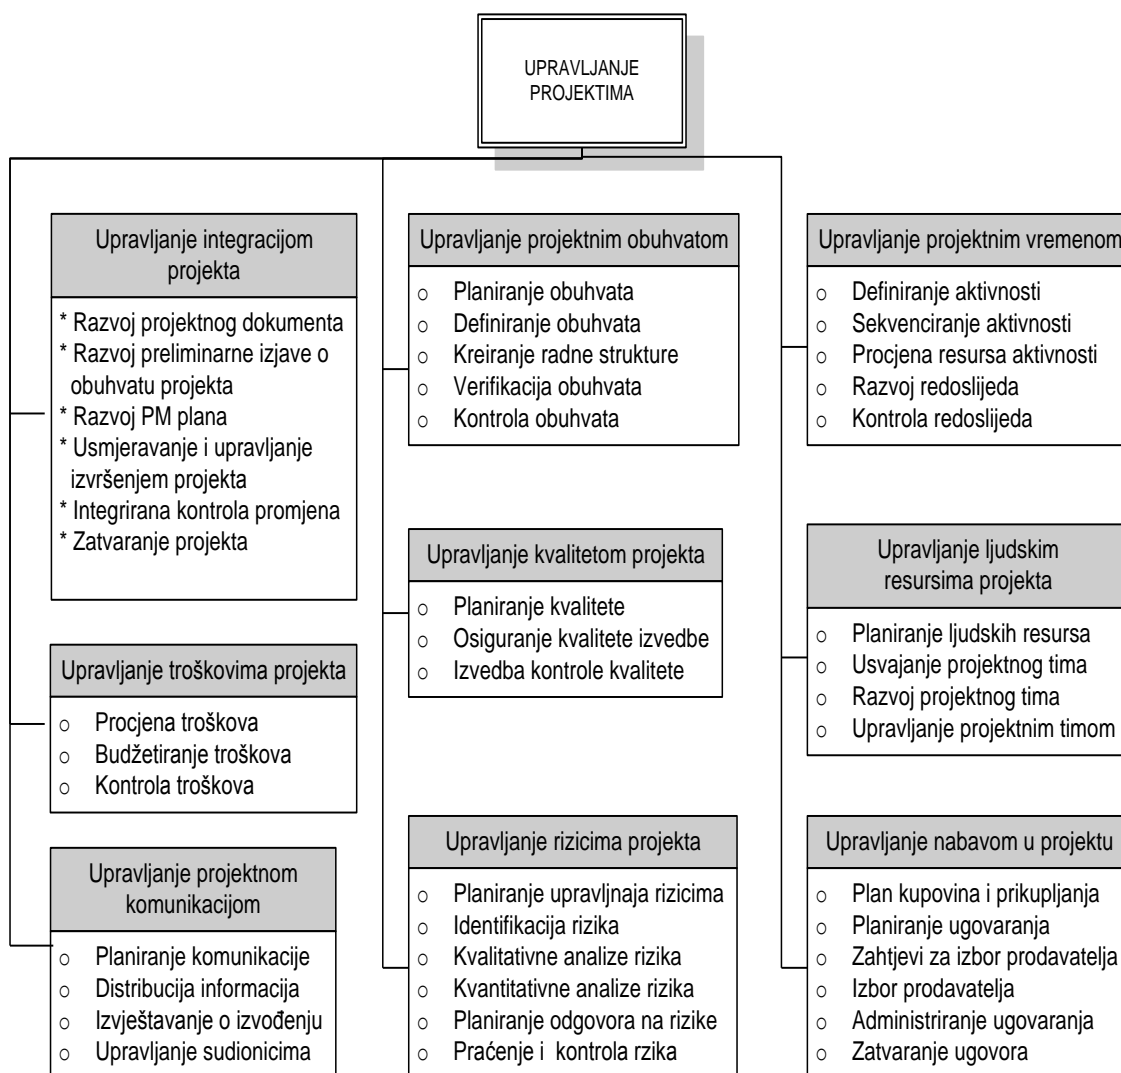 UPRAVLJANJE
PROJEKTIMA
Upravljanje integracijom
projekta
* Razvoj projektnog dokumenta
* Razvoj preliminarne izjave o
obuhvatu projekta
* Razvoj PM plana
* Usmjeravanje i upravljanje
izvršenjem projekta
* Integrirana kontrola promjena
* Zatvaranje projekta
Upravljanje projektnim obuhvatom
o Planiranje obuhvata
o Definiranje obuhvata
o Kreiranje radne strukture
o Verifikacija obuhvata
o Kontrola obuhvata
Upravljanje projektnim vremenom
o Definiranje aktivnosti
o Sekvenciranje aktivnosti
o Procjena resursa aktivnosti
o Razvoj redoslijeda
o Kontrola redoslijeda
Upravljanje troškovima projekta
o Procjena troškova
o Budžetiranje troškova
o Kontrola troškova
Upravljanje kvalitetom projekta
o Planiranje kvalitete
o Osiguranje kvalitete izvedbe
o Izvedba kontrole kvalitete
Upravljanje ljudskim
resursima projekta
o Planiranje ljudskih resursa
o Usvajanje projektnog tima
o Razvoj projektnog tima
o Upravljanje projektnim timom
Upravljanje projektnom
komunikacijom
o Planiranje komunikacije
o Distribucija informacija
o Izvještavanje o izvođenju
o Upravljanje sudionicima
Upravljanje rizicima projekta
o Planiranje upravljnaja rizicima
o Identifikacija rizika
o Kvalitativne analize rizika
o Kvantitativne analize rizika
o Planiranje odgovora na rizike
o Praćenje i kontrola rzika
Upravljanje nabavom u projektu
o Plan kupovina i prikupljanja
o Planiranje ugovaranja
o Zahtjevi za izbor prodavatelja
o Izbor prodavatelja
o Administriranje ugovaranja
o Zatvaranje ugovora